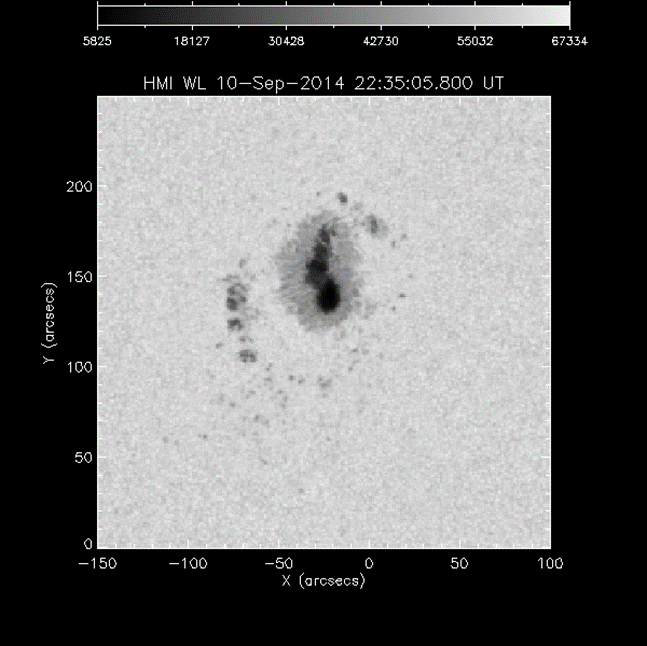 5825 18127 30428 42730 55032 67334
HMI WL 10-Sep-2014 22:35:05.800 UT
200
150
100
50
0
Y (arcsecs)
-150 -100 -50 0 50 100
X (arcsecs)